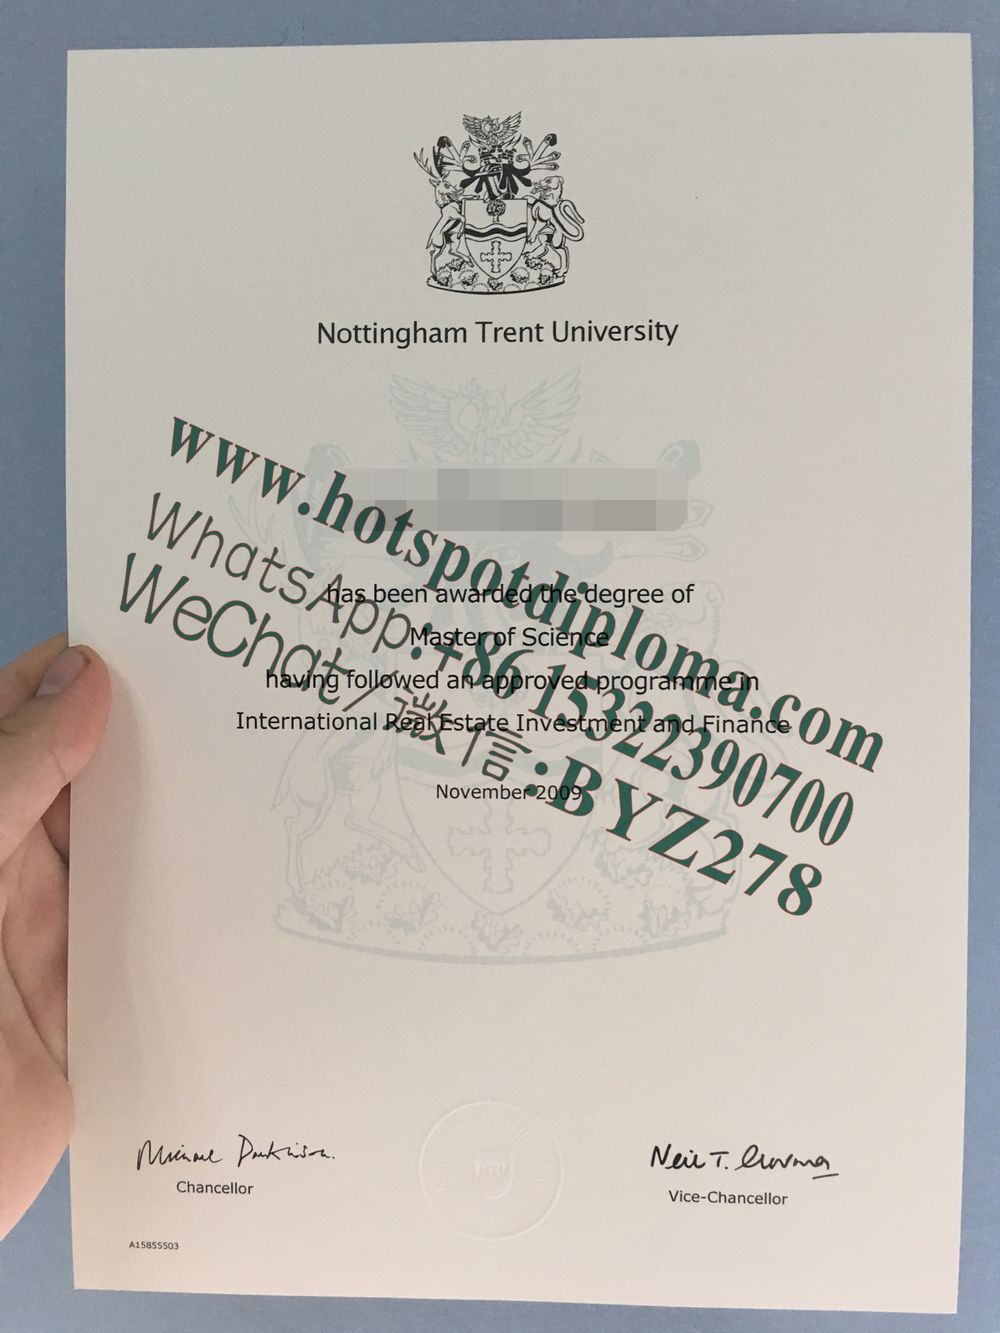 Nottingham Trent University
www.hotspotdiploma.com
WhatsApp:+86 15322390700
WeChat/微信:BYZ278
has been awarded the degree of
Master of Science
having followed an approved programme in
International Real Estate Investment and Finance
November 2009
NTU
Chancellor
Vice-Chancellor
A15855503